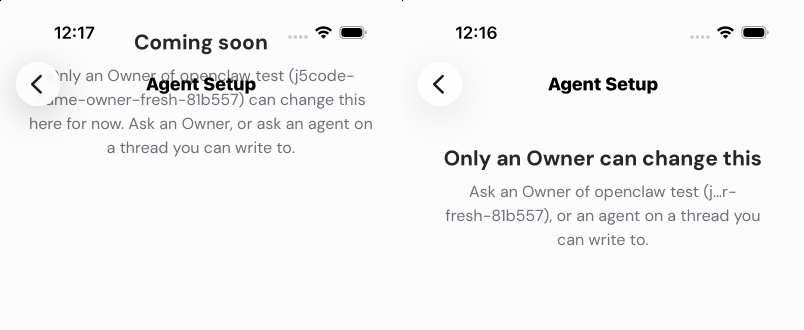 12:17
Coming soon
Only an Owner of openclaw test (j5code-
Agent Setup
ame-owner-fresh-81b557) can change this
here for now. Ask an Owner, or ask an agent on
a thread you can write to.
12:16
Agent Setup
Only an Owner can change this
Ask an Owner of openclaw test (j...r-
fresh-81b557), or an agent on a thread you
can write to.